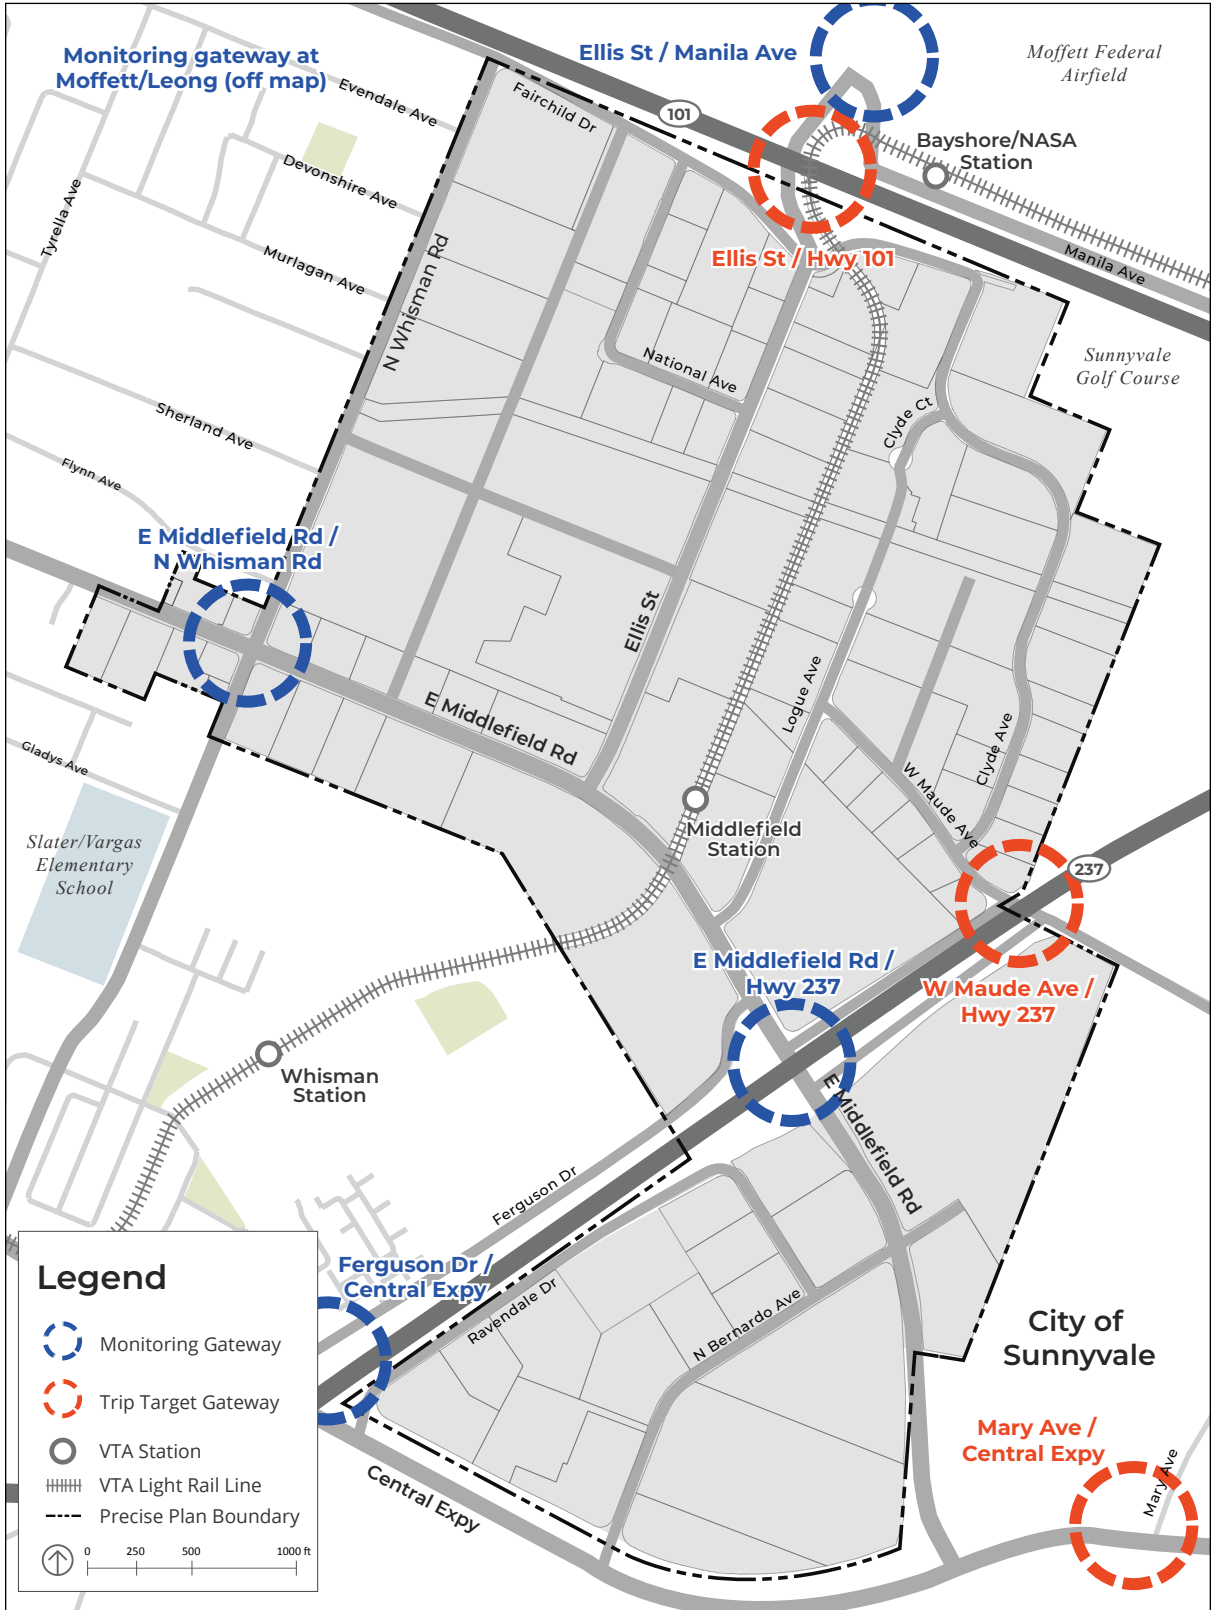 Monitoring gateway at
Moffett/Leong (off map)
Ellis St / Manila Ave
Moffett Federal
Airfield
Evendale Ave
Fairchild Dr
101
Bayshore/NASA
Station
Devonshire Ave
Tyrella Ave
Murlagan Ave
N Whisman Rd
Ellis St / Hwy 101
Manila Ave
Sunnyvale
Golf Course
National Ave
Clyde Ct
Sherland Ave
Flynn Ave
E Middlefield Rd /
N Whisman Rd
Ellis St
Logue Ave
E Middlefield Rd
Clyde Ave
W Maude Ave
Gladys Ave
Middlefield
Station
Slater/Vargas
Elementary
School
237
E Middlefield Rd /
Hwy 237
W Maude Ave /
Hwy 237
Whisman
Station
E Middlefield Rd
Ferguson Dr
Ferguson Dr /
Central Expy
Ravendale Dr
N Bernardo Ave
City of
Sunnyvale
Mary Ave /
Central Expy
Mary Ave
Central Expy
Legend
Monitoring Gateway
Trip Target Gateway
VTA Station
VTA Light Rail Line
Precise Plan Boundary
0 250 500 1000 ft